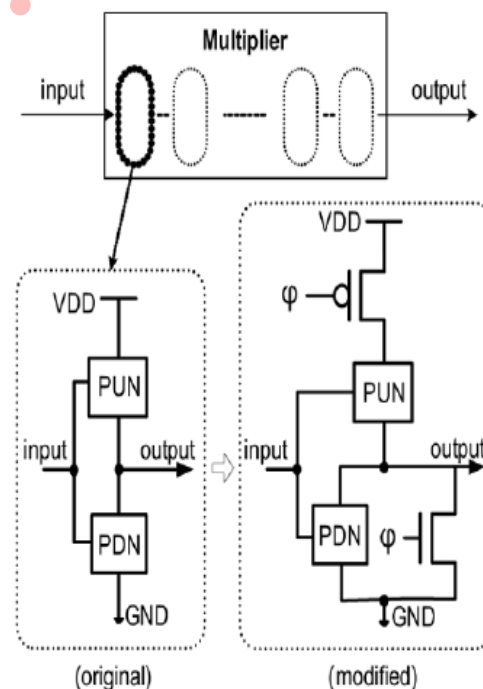 Multiplier
input
output
VDD
PUN
input
output
PDN
GND
(original)
VDD
φ
PUN
input
output
PDN
φ
GND
(modified)